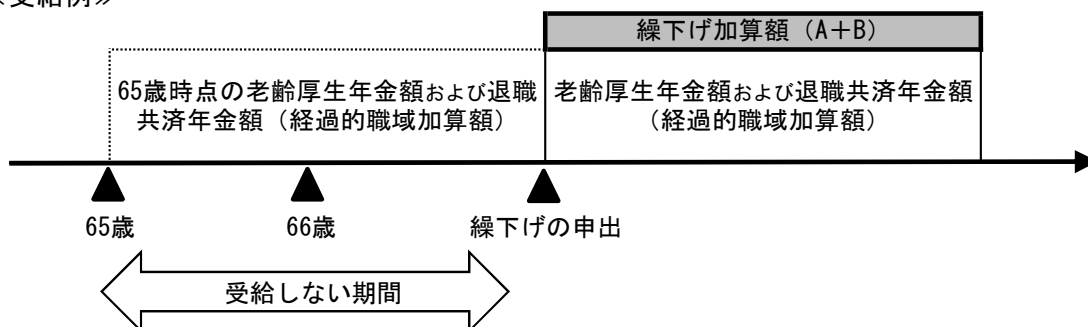 ≪受給例≫
繰下げ加算額（A＋B）
65歳時点の老齢厚生年金額および退職
共済年金額（経過的職域加算額）
老齢厚生年金額および退職共済年金額
（経過的職域加算額）
65歳
66歳
繰下げの申出
受給しない期間